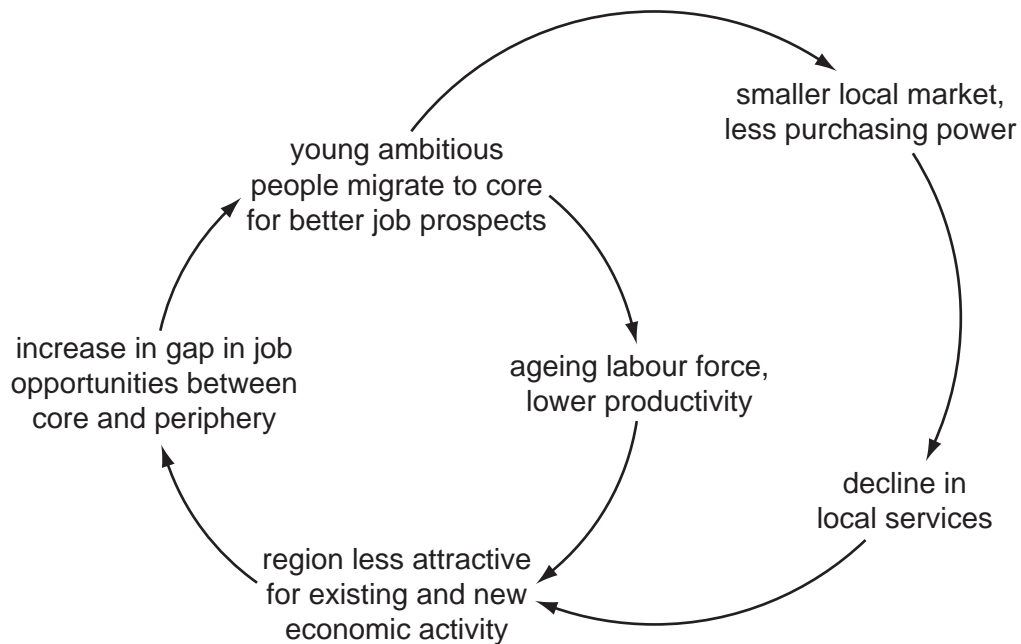 smaller local market,
less purchasing power
young ambitious
people migrate to core
for better job prospects
increase in gap in job
opportunities between
core and periphery
ageing labour force,
lower productivity
decline in
local services
region less attractive
for existing and new
economic activity